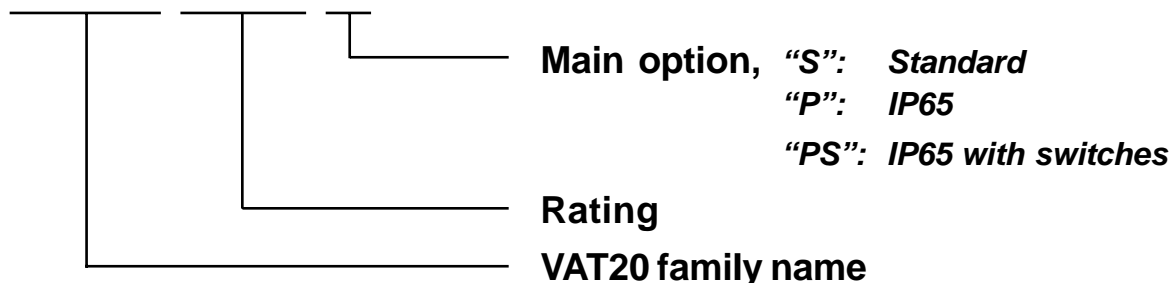 Main option, “S”: Standard
“P”: IP65
“PS”: IP65 with switches
Rating
VAT20 family name